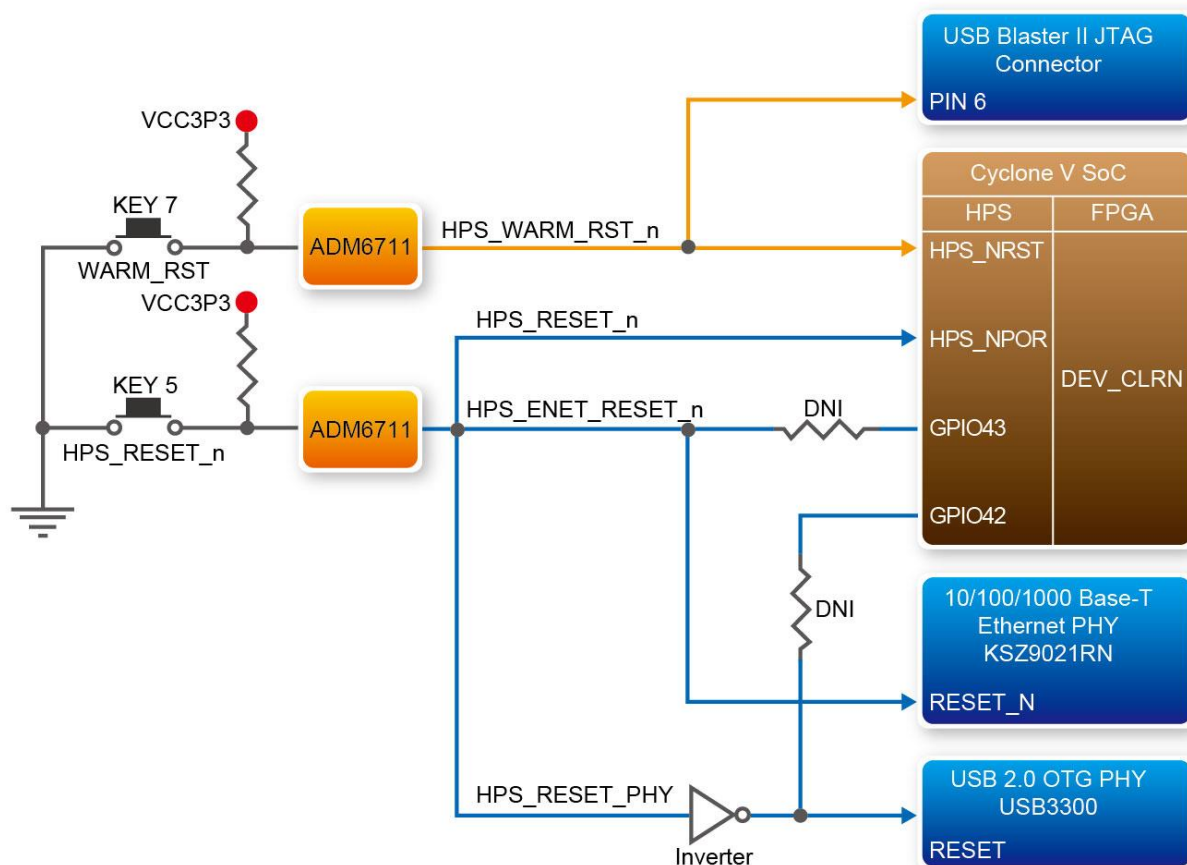 USB Blaster II JTAG
Connector
PIN 6
VCC3P3
KEY 7
WARM_RST
ADM6711
HPS_WARM_RST_n
Cyclone V SoC
HPS
FPGA
HPS_NRST
VCC3P3
HPS_RESET_n
HPS_NPOR
KEY 5
HPS_RESET_n
ADM6711
HPS_ENET_RESET_n
DNI
DEV_CLRN
GPIO43
GPIO42
DNI
10/100/1000 Base-T
Ethernet PHY
KSZ9021RN
RESET_N
HPS_RESET_PHY
Inverter
USB 2.0 OTG PHY
USB3300
RESET